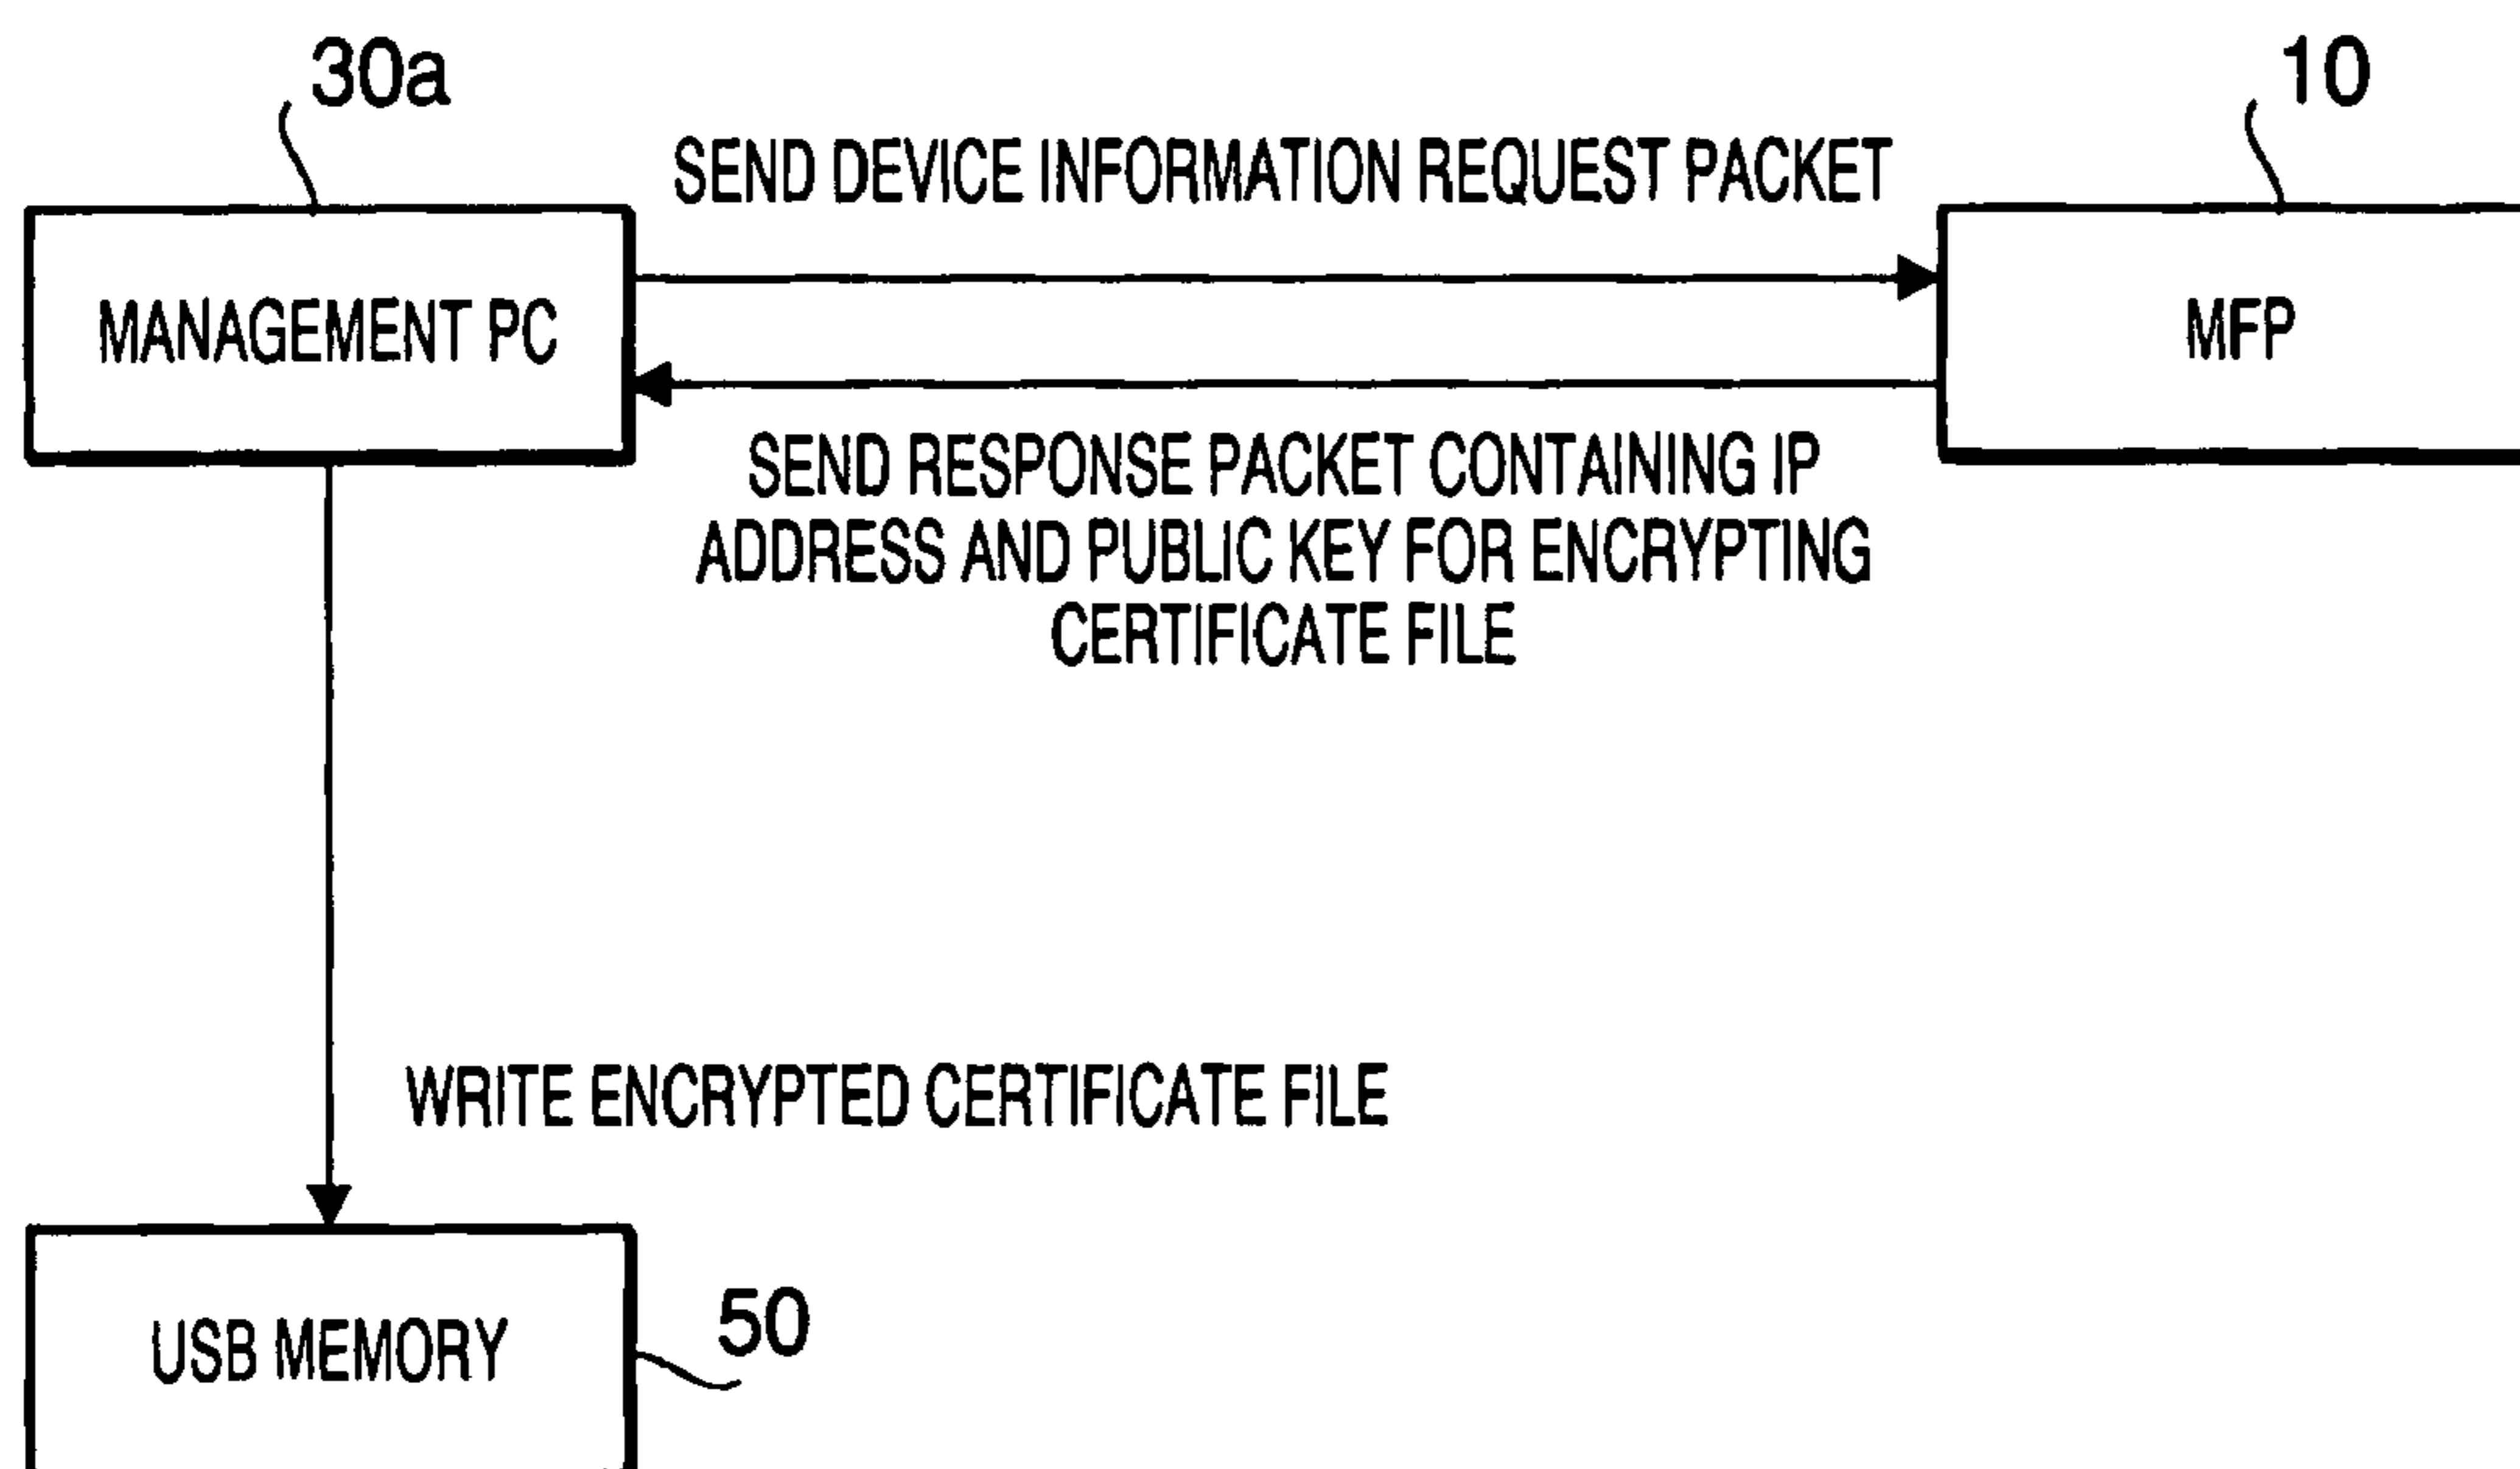 30a
10
SEND DEVICE INFORMATION REQUEST PACKET
MANAGEMENT PC
MFP
SEND RESPONSE PACKET CONTAINING IP
ADDRESS AND PUBLIC KEY FOR ENCRYPTING
CERTIFICATE FILE
WRITE ENCRYPTED CERTIFICATE FILE
USB MEMORY
50